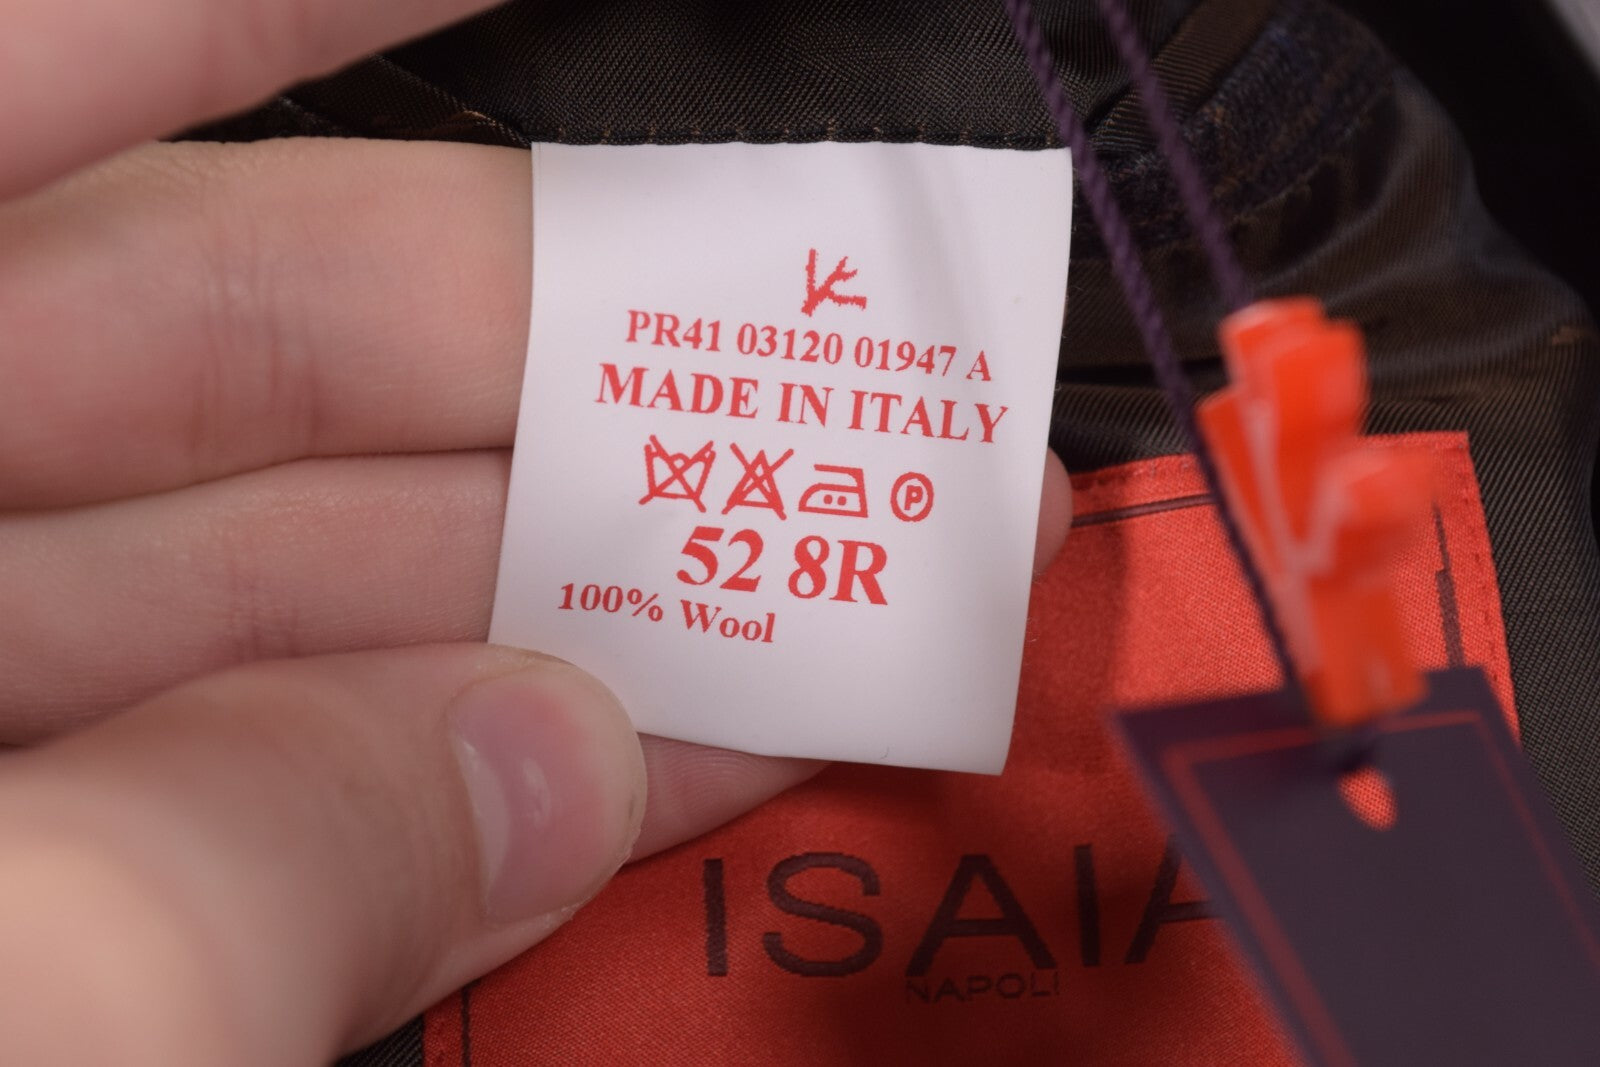 PR41 03120 01947 A
MADE IN ITALY
P
52 8R
100% Wool
ISAIA
NAPOLI